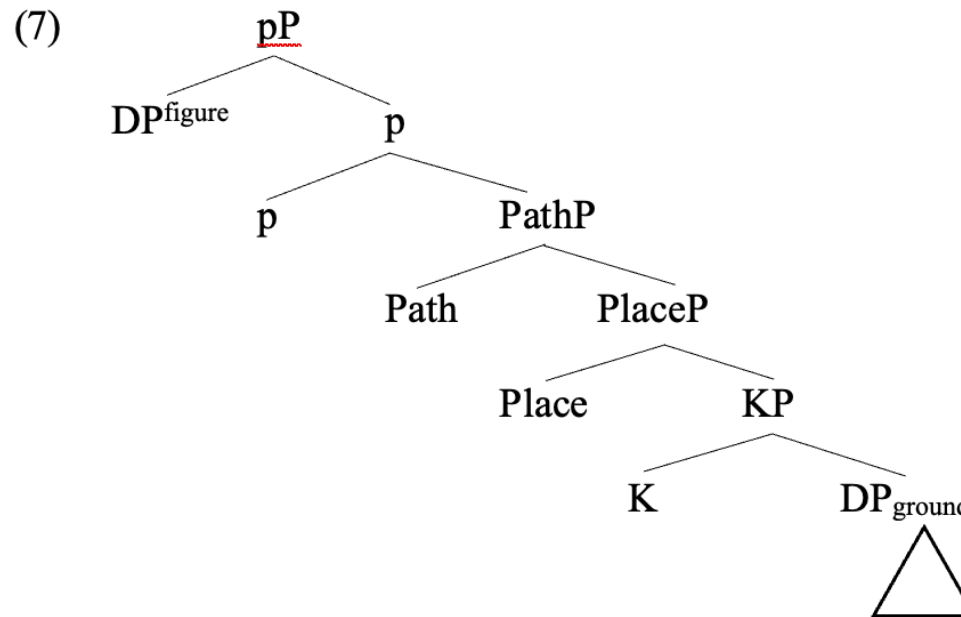 (7) pP
DPfigure p
p PathP
Path PlaceP
Place KP
K DPground